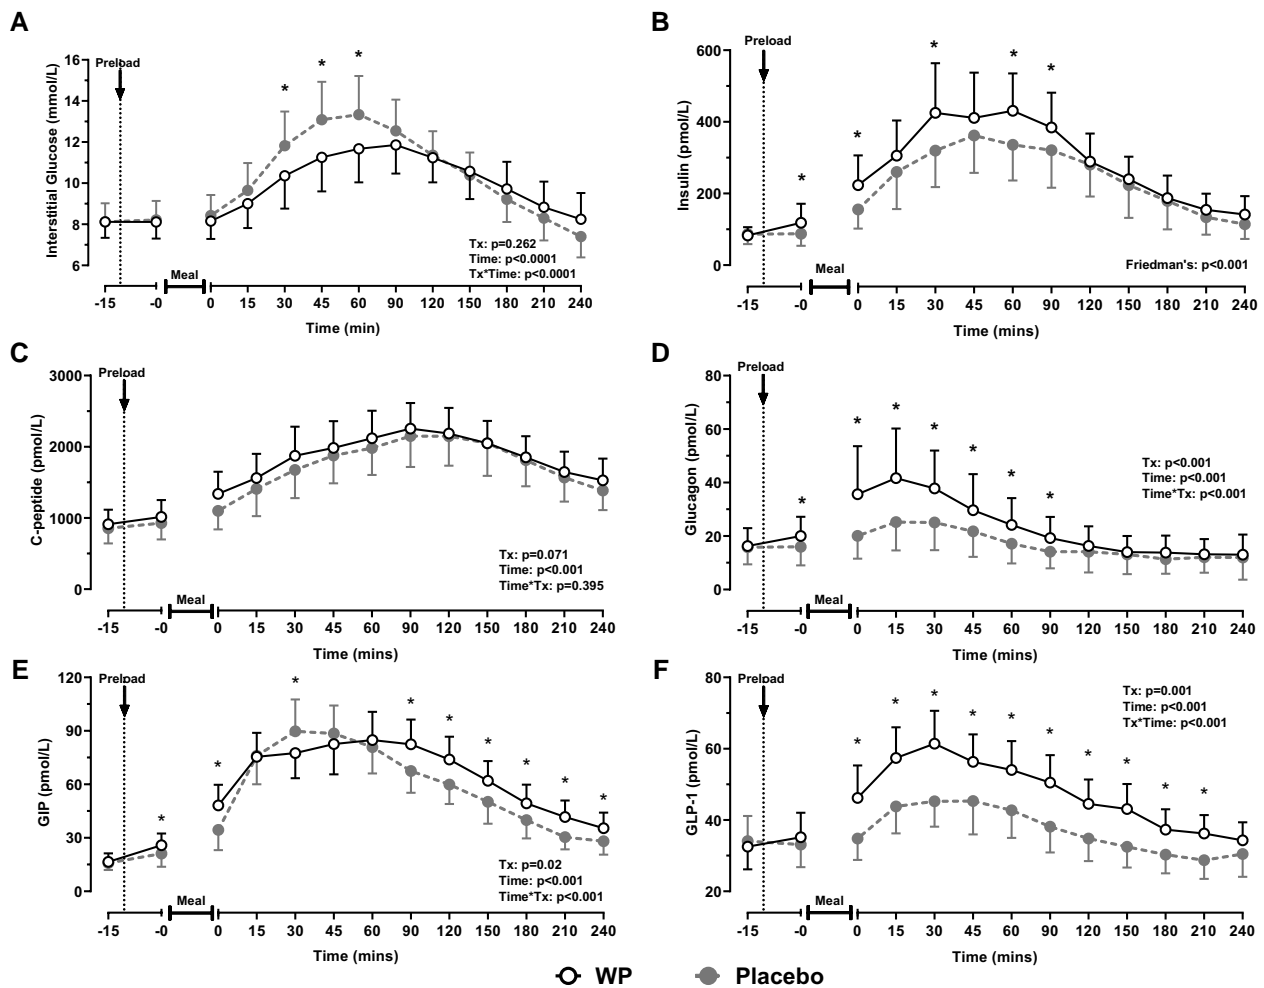 A
Preload
16
14
12
10
8
6
Interstitial Glucose (mmol/L)
* * *
Tx: p=0.262
Time: p<0.0001
Tx*Time: p<0.0001
Meal
-15 -0 0 15 30 45 60 90 120 150 180 210 240
Time (min)
B
Preload
600
400
200
0
Insulin (pmol/L)
* * * * *
Friedman's: p<0.001
Meal
-15 -0 0 15 30 45 60 90 120 150 180 210 240
Time (mins)
C
Preload
3000
2000
1000
0
C-peptide (pmol/L)
Tx: p=0.071
Time: p<0.001
Time*Tx: p=0.395
Meal
-15 -0 0 15 30 45 60 90 120 150 180 210 240
Time (mins)
D
Preload
80
60
40
20
0
Glucagon (pmol/L)
* * * * * * *
Tx: p<0.001
Time: p<0.001
Time*Tx: p<0.001
Meal
-15 -0 0 15 30 45 60 90 120 150 180 210 240
Time (mins)
E
Preload
120
90
60
30
0
GIP (pmol/L)
* * * * * * * * *
Tx: p=0.02
Time: p<0.001
Time*Tx: p<0.001
Meal
-15 -0 0 15 30 45 60 90 120 150 180 210 240
Time (mins)
F
Preload
80
60
40
20
GLP-1 (pmol/L)
* * * * * * * * * *
Tx: p=0.001
Time: p<0.001
Tx*Time: p<0.001
Meal
-15 -0 0 15 30 45 60 90 120 150 180 210 240
Time (mins)
WP Placebo